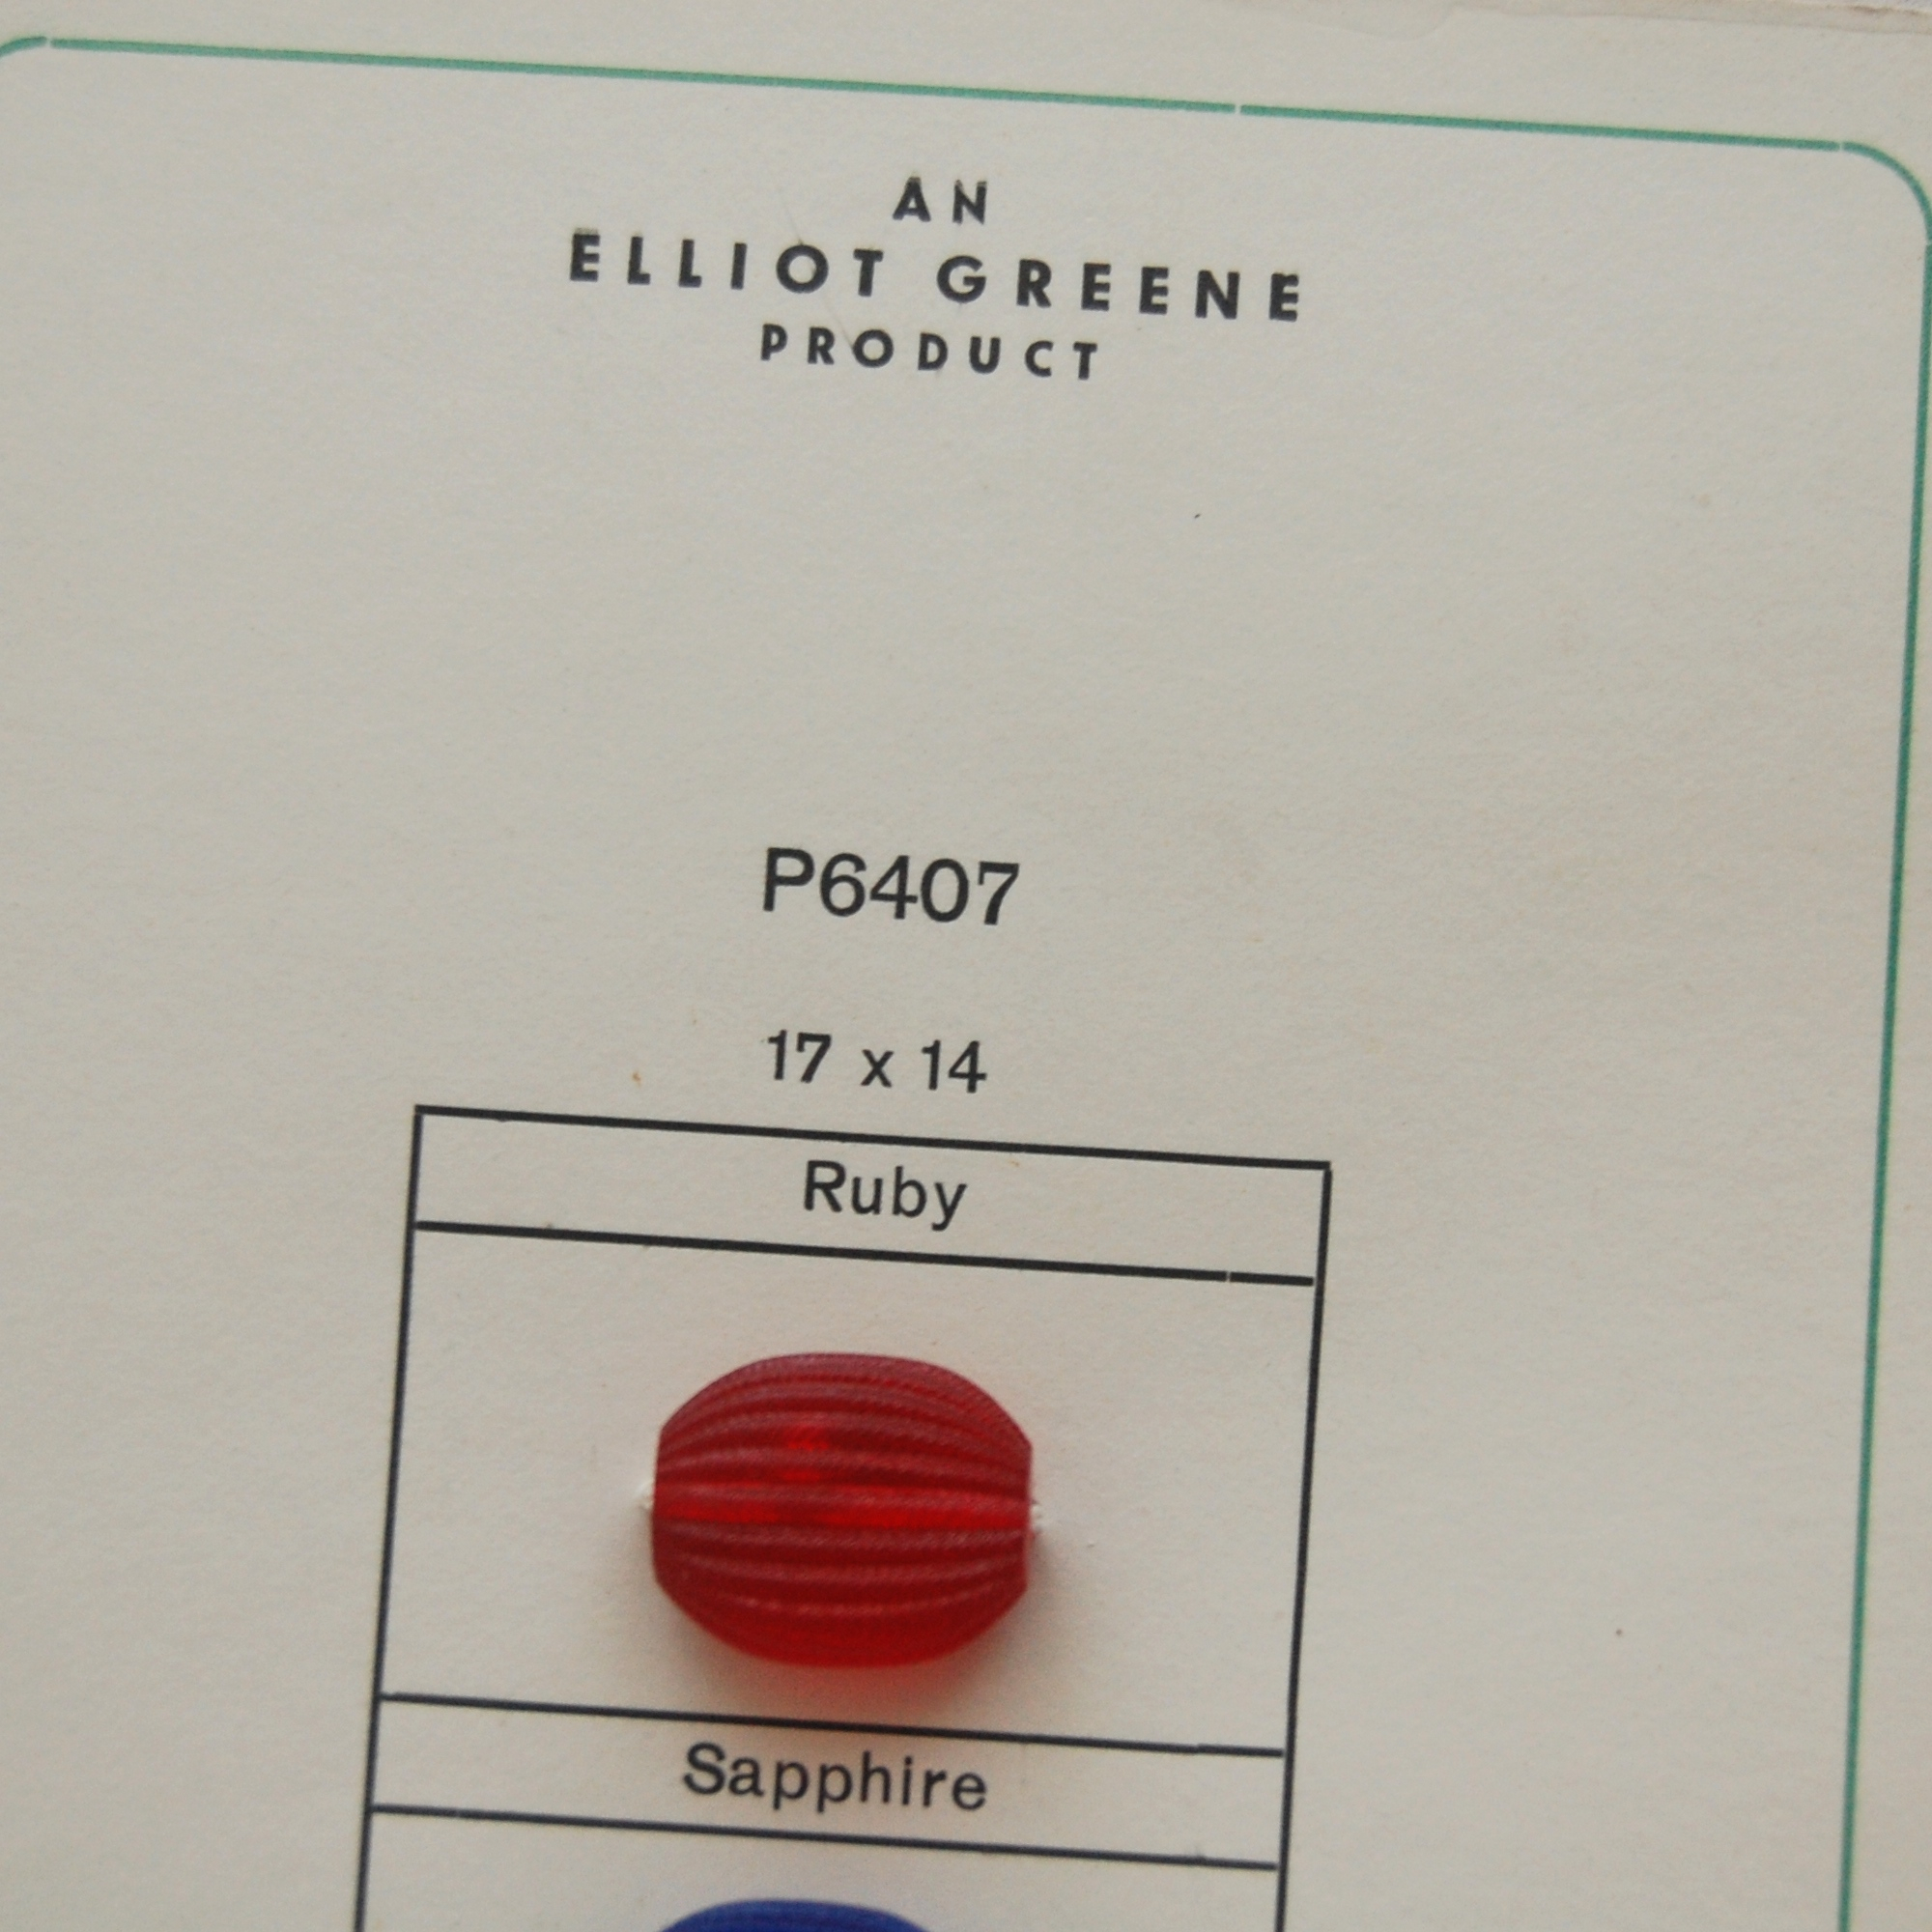 AN
ELLIOT GREENE
PRODUCT
P6407
17 x 14
Ruby
Sapphire